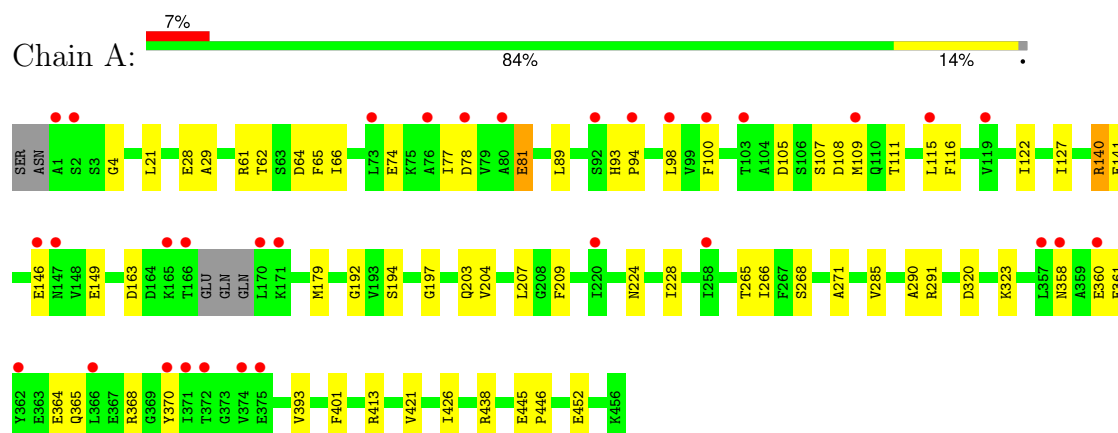 7%
Chain A:
84% 14% •
SER ASN A1 S2 S3 G4 L21 E28 A29 R61 T62 S63 D64 F65 I66 L73 E74 K75 A76 I77 D78 V79 A80 E81 L89 S92 H93 P94 L98 V99 F100 T103 A104 D105 S106 S107 D108 M109 Q110 T111 L115 F116 V119 I122 I127 R140 E141
E146 N147 V148 E149 D163 D164 K165 T166 GLU GLN GLN L170 K171 M179 G192 V193 S194 G197 Q203 V204 L207 G208 F209 I220 N224 I228 I258 T265 I266 F267 S268 A271 V285 A290 R291 D320 K323 L357 N358 A359 E360 E361
Y362 E363 E364 Q365 L366 E367 R368 G369 Y370 I371 T372 G373 V374 E375 V393 F401 R413 V421 I426 R438 E445 P446 E452 K456